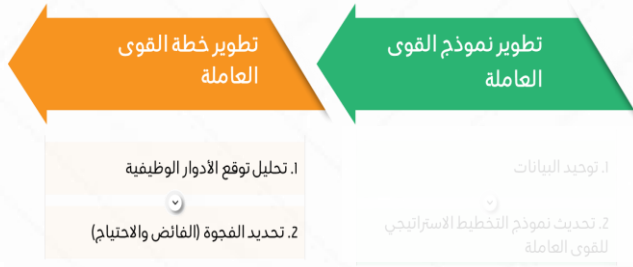 تطوير نموذج القوى
العاملة
1. توحيد البيانات
2. تحديث نموذج التخطيط الاستراتيجي
للقوى العاملة
تطوير خطة القوى
العاملة
1. تحليل توقع الأدوار الوظيفية
2. تحديد الفجوة (الفائض والاحتياج)